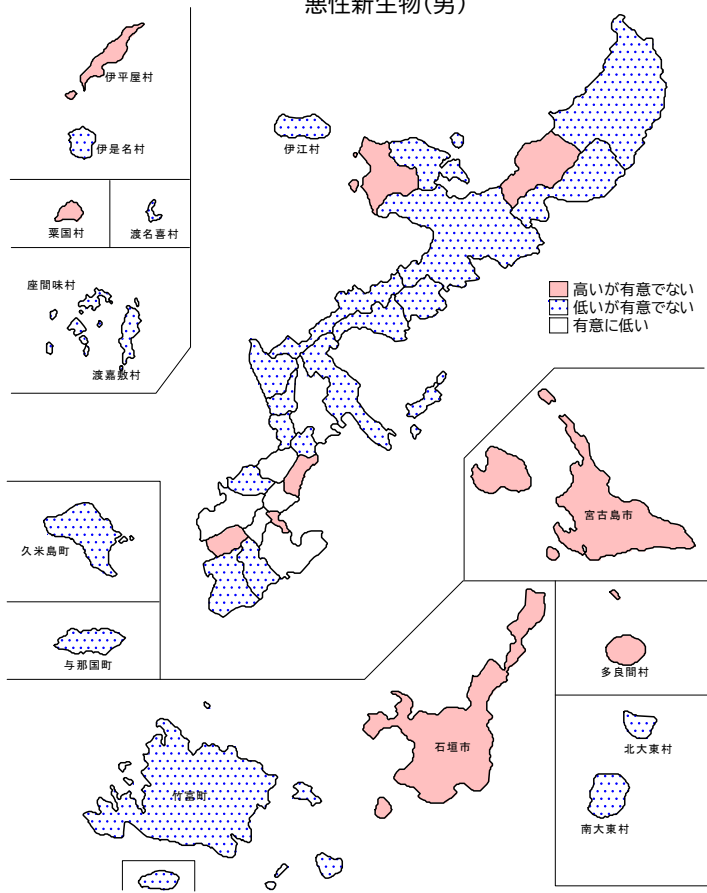 悪性新生物(男)
伊平屋村
伊是名村
伊江村
粟国村
渡名喜村
座間味村
渡嘉敷村
高いが有意でない
低いが有意でない
有意に低い
久米島町
宮古島市
与那国町
多良間村
石垣市
北大東村
竹富町
南大東村